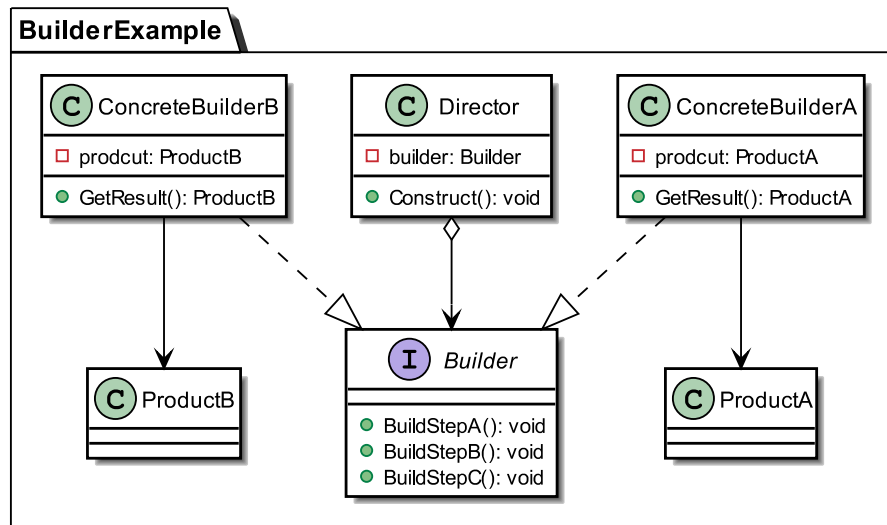 BuilderExample
C ConcreteBuilderB
prodcut: ProductB
GetResult(): ProductB
C Director
builder: Builder
Construct(): void
C ConcreteBuilderA
prodcut: ProductA
GetResult(): ProductA
C ProductB
I Builder
BuildStepA(): void
BuildStepB(): void
BuildStepC(): void
C ProductA